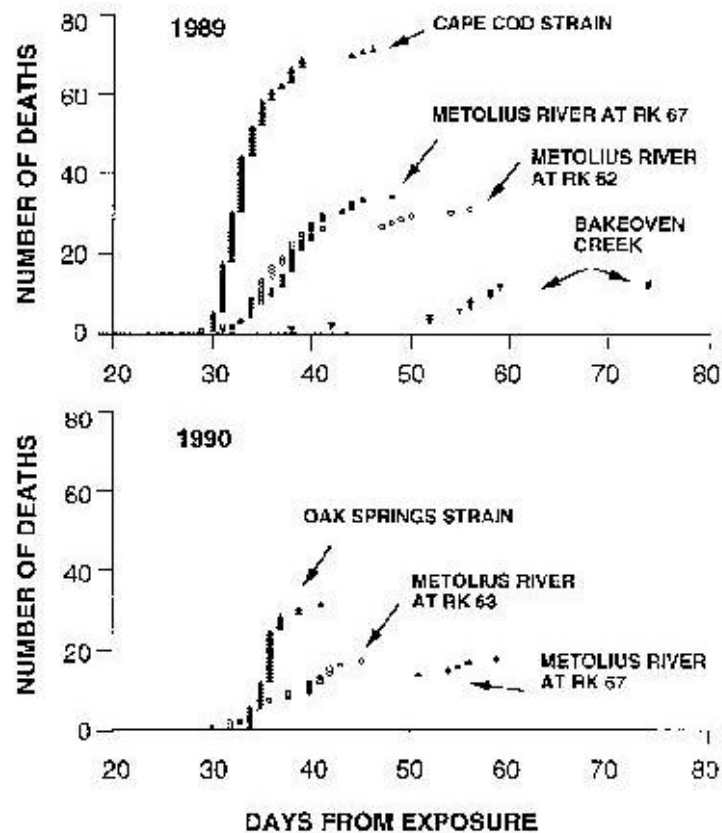 80
1989
CAPE COD STRAIN
60
METOLIUS RIVER AT RK 67
METOLIUS RIVER
AT RK 62
40
BAKEOVEN
CREEK
20
0
NUMBER OF DEATHS
20 30 40 50 60 70 80
80
1990
60
OAK SPRINGS STRAIN
40
METOLIUS RIVER
AT RK 63
20
METOLIUS RIVER
AT RK 67
0
NUMBER OF DEATHS
20 30 40 50 60 70 80
DAYS FROM EXPOSURE